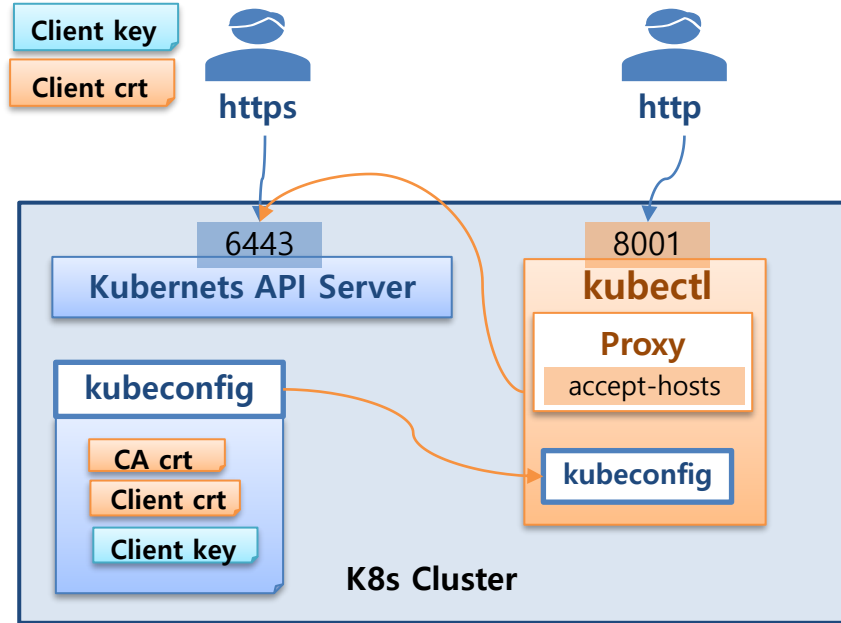 Client key
Client crt
https
http
6443
8001
Kubernets API Server
kubectl
Proxy
accept-hosts
kubeconfig
kubeconfig
CA crt
Client crt
Client key
K8s Cluster